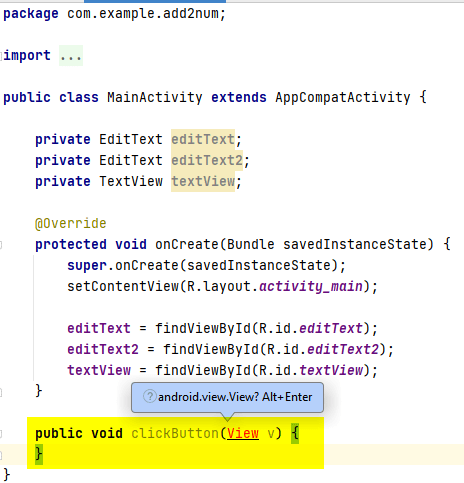 package com.example.add2num;
import ...
public class MainActivity extends AppCompatActivity {
private EditText editText;
private EditText editText2;
private TextView textView;
@Override
protected void onCreate(Bundle savedInstanceState) {
super.onCreate(savedInstanceState);
setContentView(R.layout.activity_main);
editText = findViewById(R.id.editText);
editText2 = findViewById(R.id.editText2);
textView = findViewById(R.id.textView);
}
? android.view.View? Alt+Enter
public void clickButton(View v) {
}
}